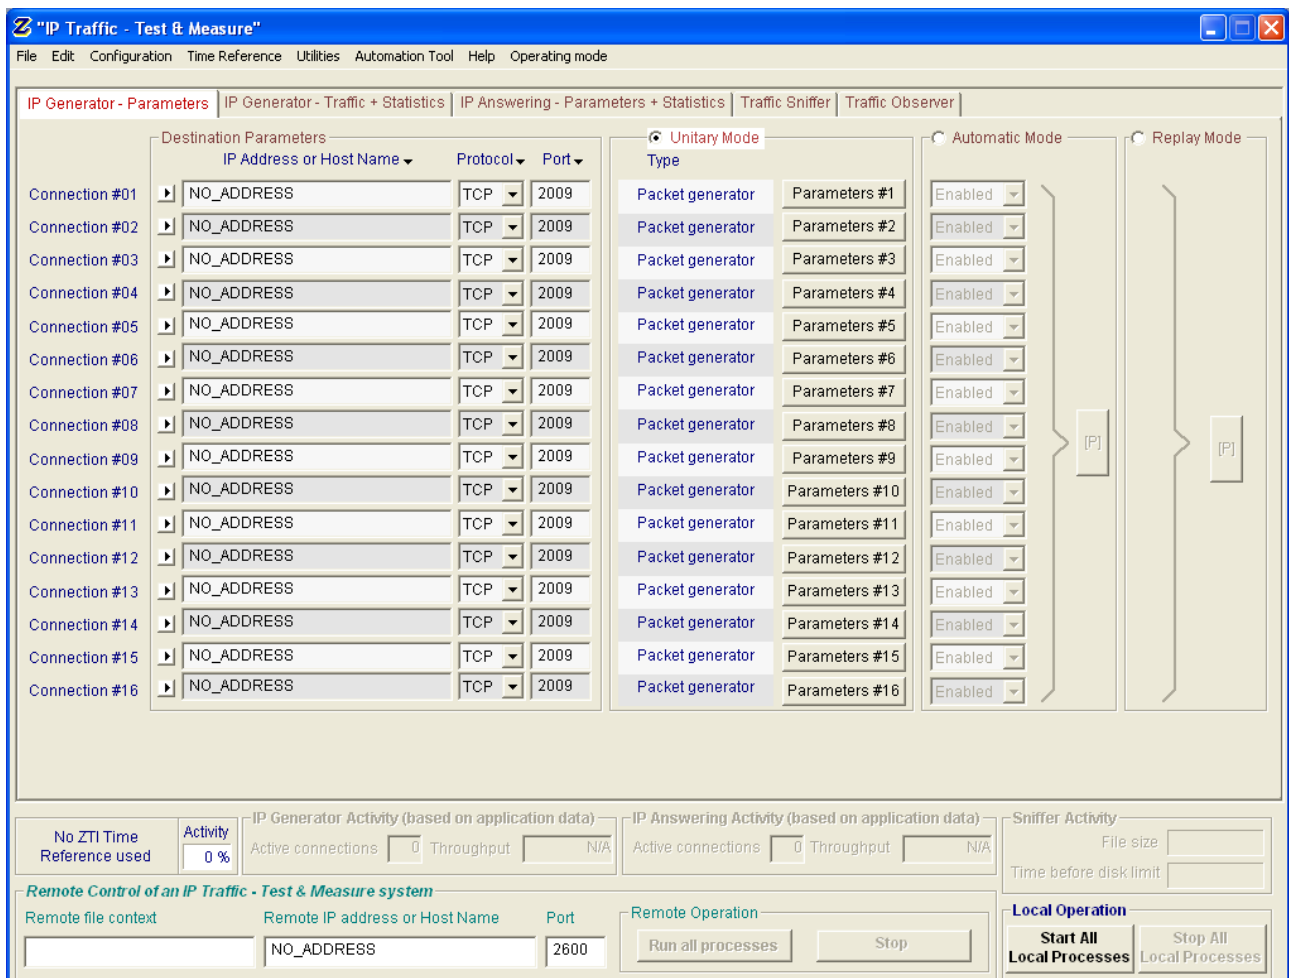 "IP Traffic - Test & Measure"
File Edit Configuration Time Reference Utilities Automation Tool Help Operating mode
IP Generator - Parameters IP Generator - Traffic + Statistics IP Answering - Parameters + Statistics Traffic Sniffer Traffic Observer
Destination Parameters Unitary Mode Automatic Mode Replay Mode
IP Address or Host Name Protocol Port Type
Connection #01 NO_ADDRESS TCP 2009 Packet generator Parameters #1 Enabled
Connection #02 NO_ADDRESS TCP 2009 Packet generator Parameters #2 Enabled
Connection #03 NO_ADDRESS TCP 2009 Packet generator Parameters #3 Enabled
Connection #04 NO_ADDRESS TCP 2009 Packet generator Parameters #4 Enabled
Connection #05 NO_ADDRESS TCP 2009 Packet generator Parameters #5 Enabled
Connection #06 NO_ADDRESS TCP 2009 Packet generator Parameters #6 Enabled
Connection #07 NO_ADDRESS TCP 2009 Packet generator Parameters #7 Enabled
Connection #08 NO_ADDRESS TCP 2009 Packet generator Parameters #8 Enabled
Connection #09 NO_ADDRESS TCP 2009 Packet generator Parameters #9 Enabled [P] [P]
Connection #10 NO_ADDRESS TCP 2009 Packet generator Parameters #10 Enabled
Connection #11 NO_ADDRESS TCP 2009 Packet generator Parameters #11 Enabled
Connection #12 NO_ADDRESS TCP 2009 Packet generator Parameters #12 Enabled
Connection #13 NO_ADDRESS TCP 2009 Packet generator Parameters #13 Enabled
Connection #14 NO_ADDRESS TCP 2009 Packet generator Parameters #14 Enabled
Connection #15 NO_ADDRESS TCP 2009 Packet generator Parameters #15 Enabled
Connection #16 NO_ADDRESS TCP 2009 Packet generator Parameters #16 Enabled
No ZTI Time
Reference used
Activity
0 %
IP Generator Activity (based on application data)
Active connections 0 Throughput N/A
IP Answering Activity (based on application data)
Active connections 0 Throughput N/A
Sniffer Activity
File size
Time before disk limit
Remote Control of an IP Traffic - Test & Measure system
Remote file context Remote IP address or Host Name Port
NO_ADDRESS 2600
Remote Operation
Run all processes Stop
Local Operation
Start All
Local Processes
Stop All
Local Processes